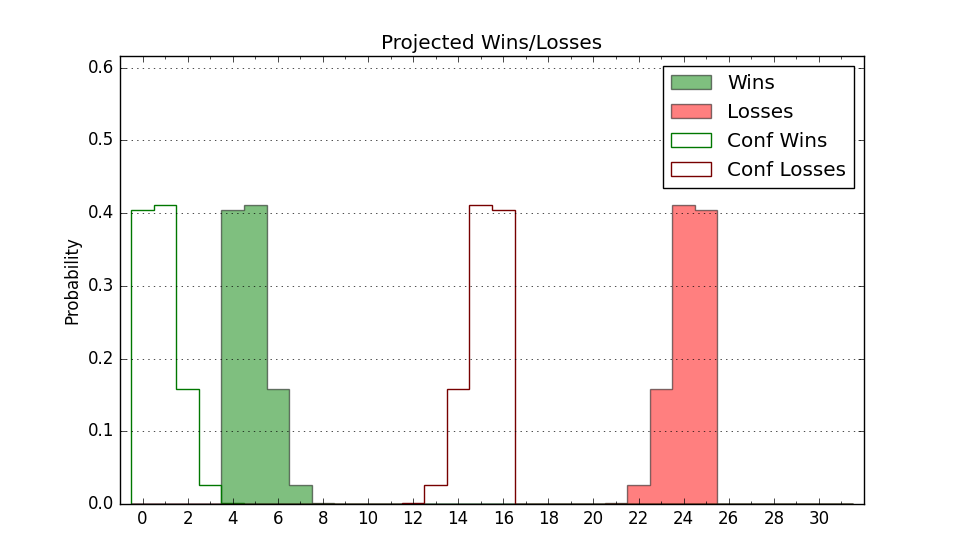 Projected Wins/Losses
Wins
Losses
Conf Wins
Conf Losses
Probability
0.6
0.5
0.4
0.3
0.2
0.1
0.0
0 2 4 6 8 10 12 14 16 18 20 22 24 26 28 30